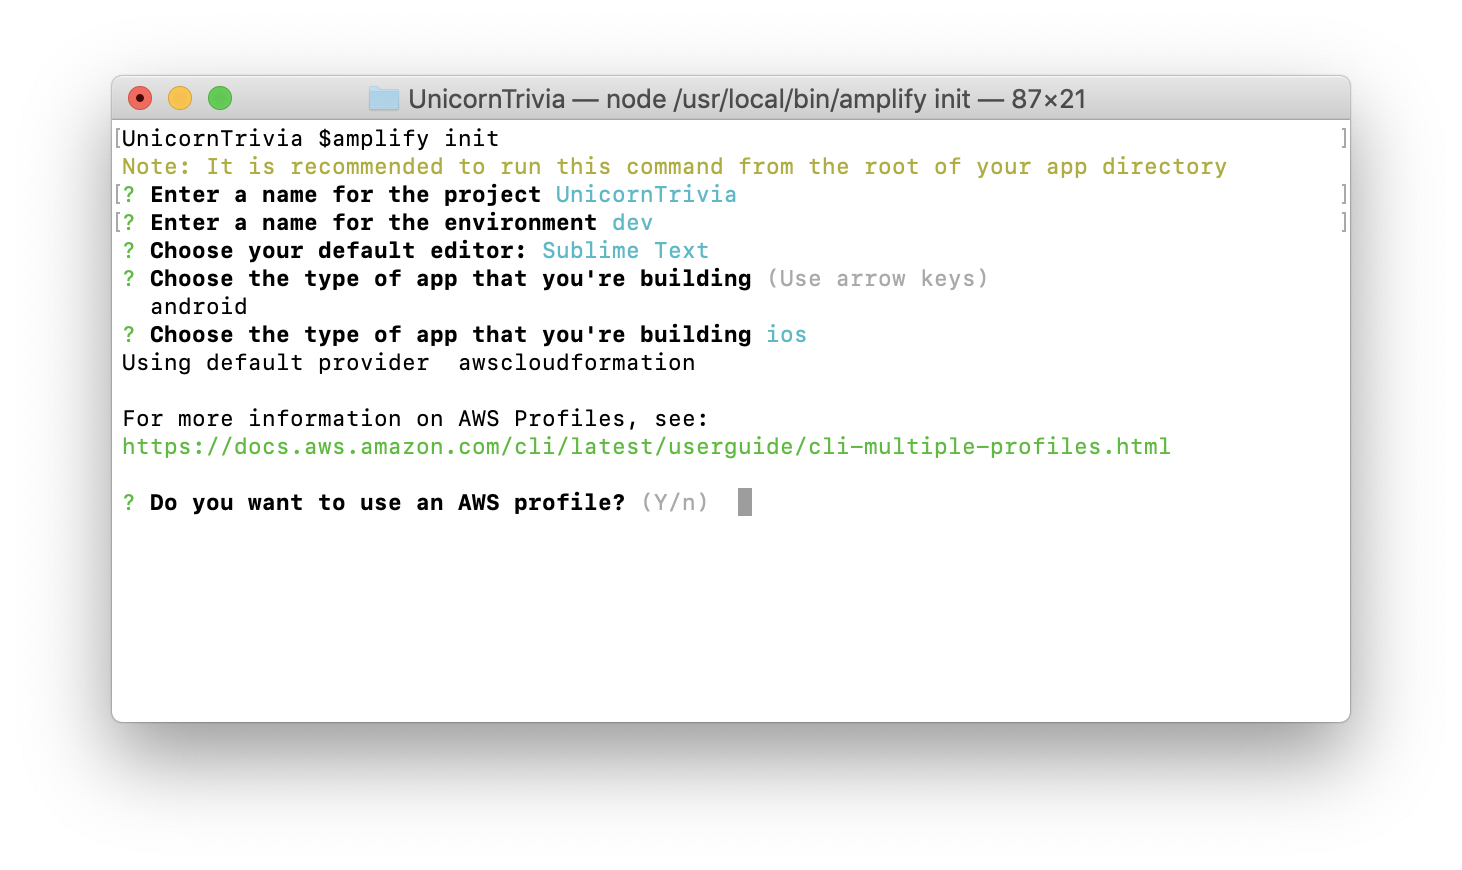 UnicornTrivia — node /usr/local/bin/amplify init — 87×21
[UnicornTrivia $amplify init ]
Note: It is recommended to run this command from the root of your app directory
[? Enter a name for the project UnicornTrivia ]
[? Enter a name for the environment dev ]
? Choose your default editor: Sublime Text
? Choose the type of app that you're building (Use arrow keys)
  android
? Choose the type of app that you're building ios
Using default provider  awscloudformation
For more information on AWS Profiles, see:
https://docs.aws.amazon.com/cli/latest/userguide/cli-multiple-profiles.html
? Do you want to use an AWS profile? (Y/n)